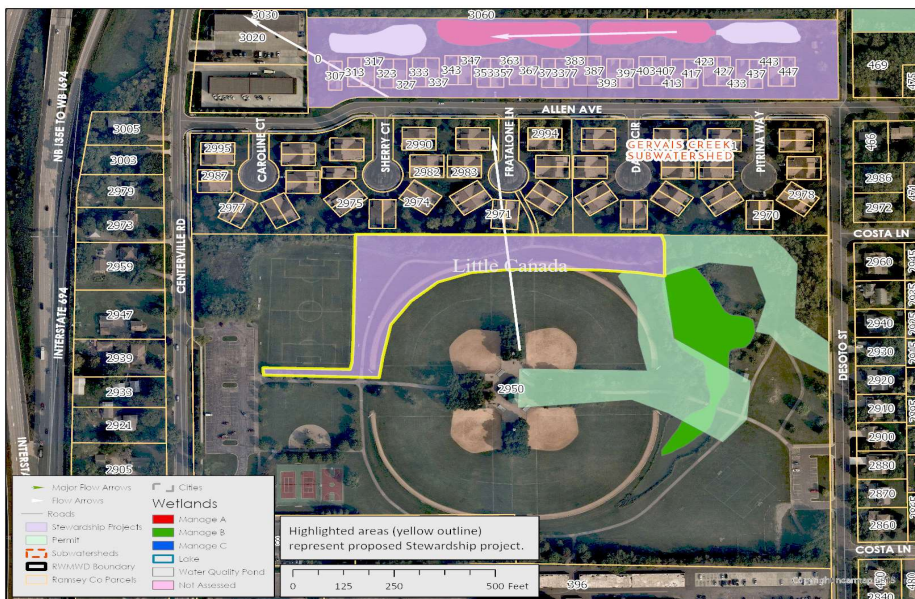 3030
3060
3020
0
317
347
363
383
423
443
307
313
323
333
343
353
357
367
373
377
387
397
403
407
417
427
437
447
327
337
393
413
433
469
NB I35E TO WB I694
ALLEN AVE
3005
2995
CAROLINE CT
SHERRY CT
2990
FRATALONE LN
2994
GERVAIS CREEK
SUBWATERSHED
PITRINA WAY
466
3003
2987
2982
2983
2986
2979
2977
2975
2974
2971
2970
2978
2972
2973
CENTERVILLE RD
COSTA LN
2959
Little Canada
2960
INTERSTATE 694
2947
2940
2939
2930
DESOTO ST
2933
2950
2920
2921
2910
2905
2900
2880
2870
2860
COSTA LN
2840
396
Major Flow Arrows
Flow Arrows
Roads
Stewardship Projects
Permit
Subwatersheds
RWMWD Boundary
Ramsey Co Parcels
Cities
Wetlands
Manage A
Manage B
Manage C
Lake
Water Quality Pond
Not Assessed
Highlighted areas (yellow outline)
represent proposed Stewardship project.
0 125 250 500 Feet